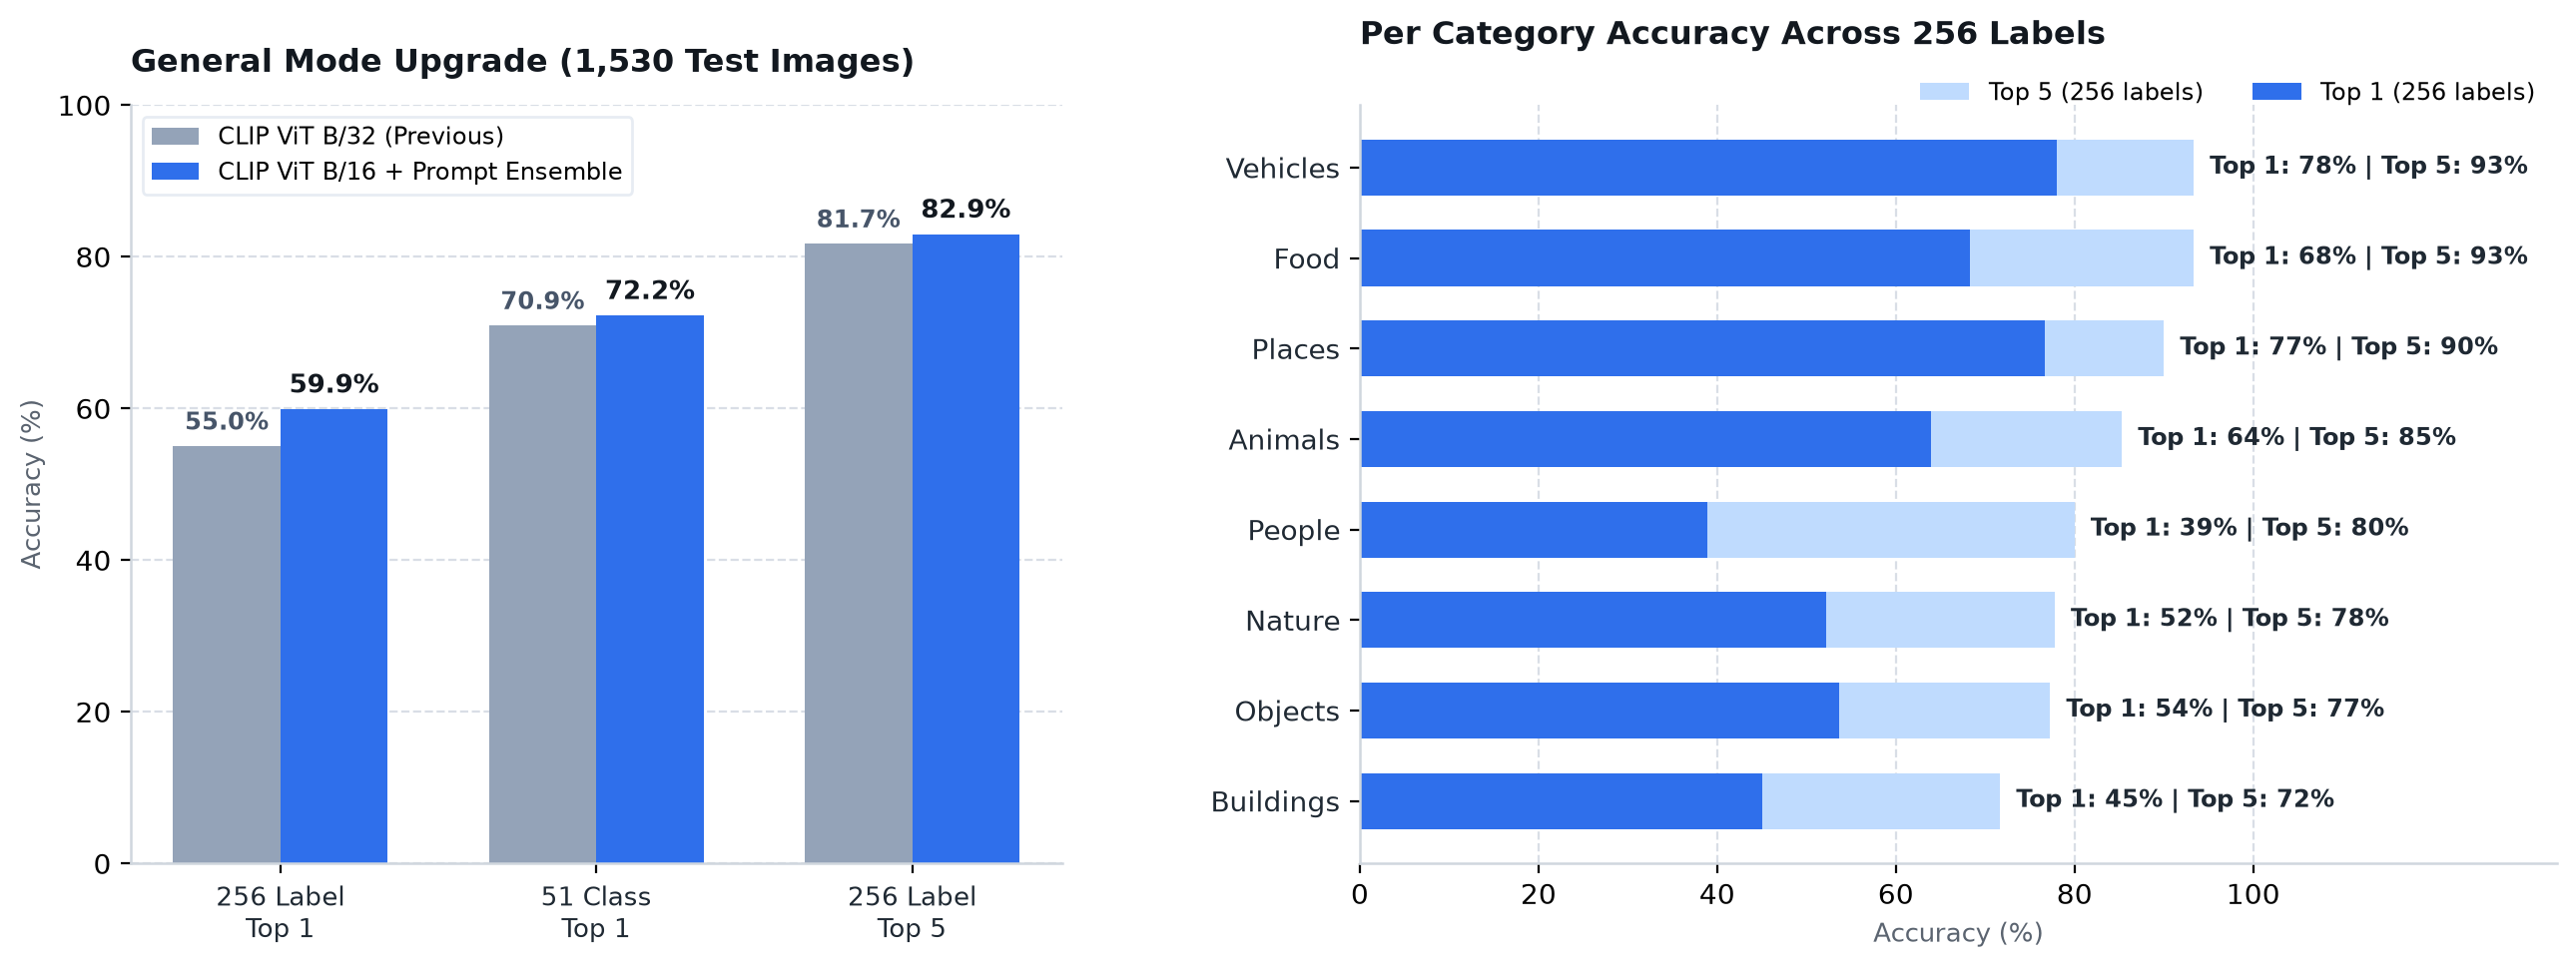 General Mode Upgrade (1,530 Test Images)
CLIP ViT B/32 (Previous)
CLIP ViT B/16 + Prompt Ensemble
Accuracy (%)
100
80
60
40
20
0
55.0%
59.9%
70.9%
72.2%
81.7%
82.9%
256 Label
Top 1
51 Class
Top 1
256 Label
Top 5
Per Category Accuracy Across 256 Labels
Top 5 (256 labels)
Top 1 (256 labels)
Vehicles
Top 1: 78% | Top 5: 93%
Food
Top 1: 68% | Top 5: 93%
Places
Top 1: 77% | Top 5: 90%
Animals
Top 1: 64% | Top 5: 85%
People
Top 1: 39% | Top 5: 80%
Nature
Top 1: 52% | Top 5: 78%
Objects
Top 1: 54% | Top 5: 77%
Buildings
Top 1: 45% | Top 5: 72%
0 20 40 60 80 100
Accuracy (%)